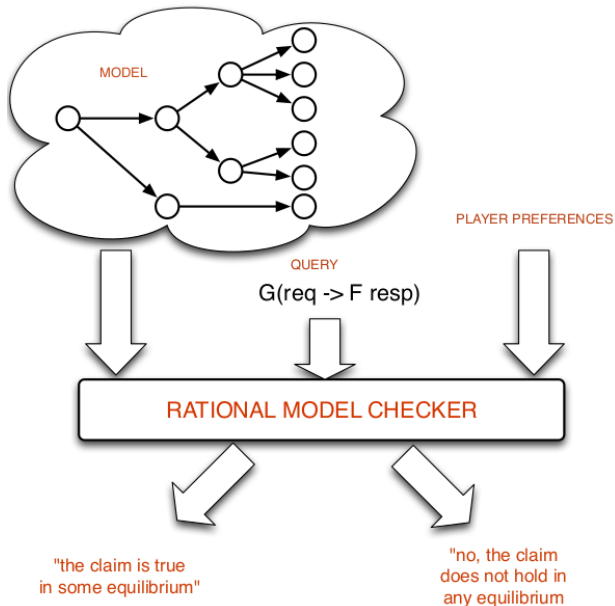 MODEL
PLAYER PREFERENCES
QUERY
G(req -> F resp)
RATIONAL MODEL CHECKER
"the claim is true
in some equilibrium"
"no, the claim
does not hold in
any equilibrium